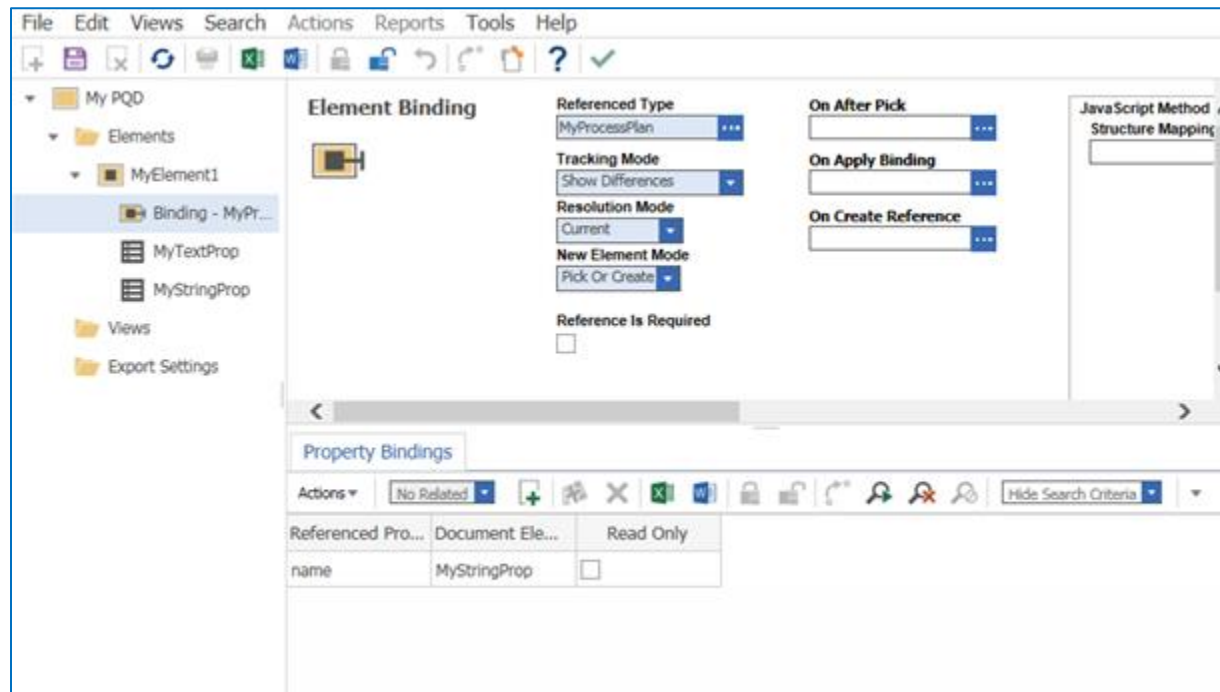 File Edit Views Search Actions Reports Tools Help
My PQD
Elements
MyElement1
Binding - MyPr...
MyTextProp
MyStringProp
Views
Export Settings
Element Binding
Referenced Type
MyProcessPlan
Tracking Mode
Show Differences
Resolution Mode
Current
New Element Mode
Pick Or Create
Reference Is Required
On After Pick
On Apply Binding
On Create Reference
JavaScript Method
Structure Mapping
Property Bindings
Actions No Related Hide Search Criteria
Referenced Pro... Document Ele... Read Only
name MyStringProp